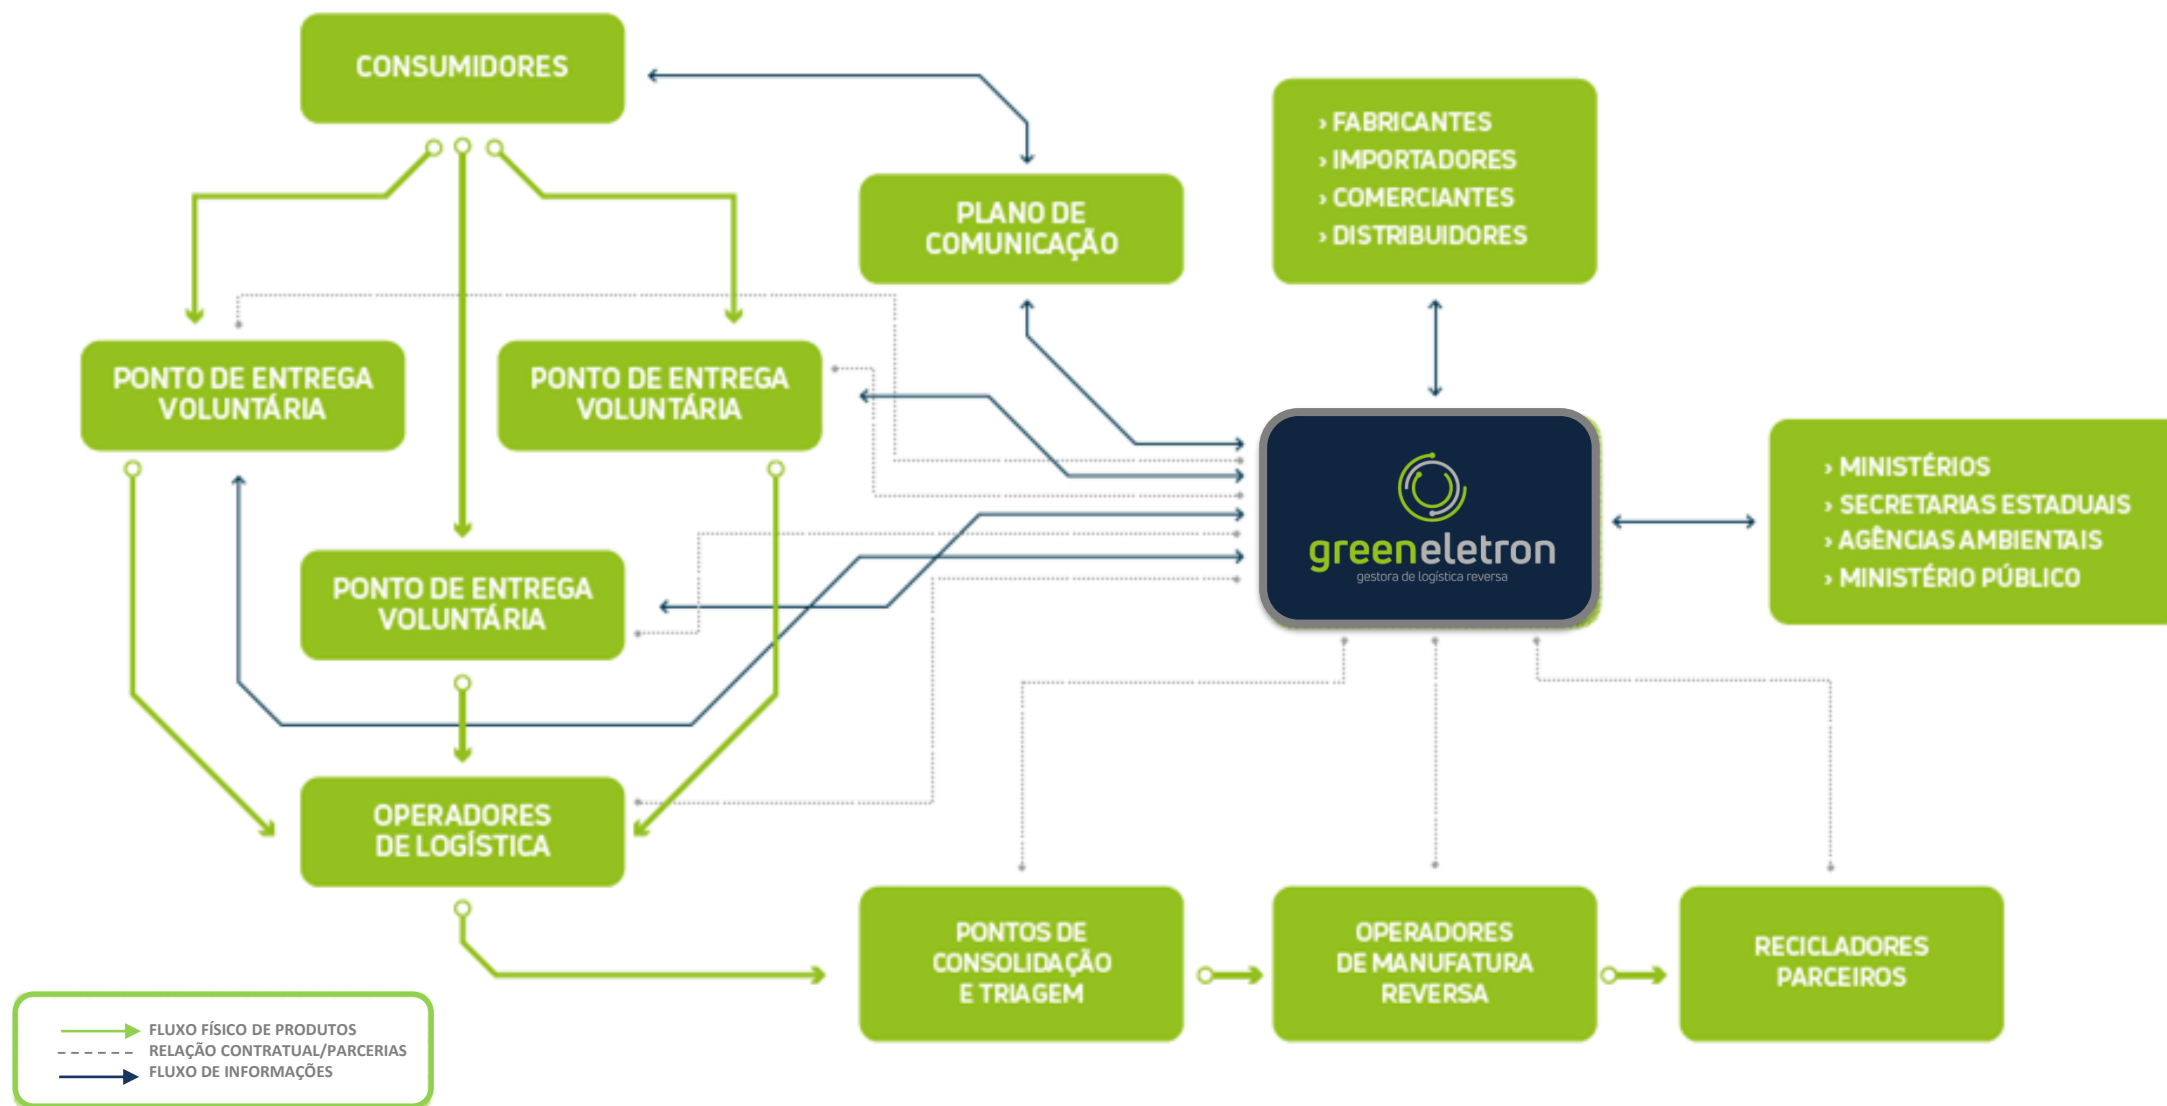 CONSUMIDORES
› FABRICANTES
› IMPORTADORES
› COMERCIANTES
› DISTRIBUIDORES
PLANO DE
COMUNICAÇÃO
PONTO DE ENTREGA
VOLUNTÁRIA
PONTO DE ENTREGA
VOLUNTÁRIA
greeneletron
gestora de logística reversa
› MINISTÉRIOS
› SECRETARIAS ESTADUAIS
› AGÊNCIAS AMBIENTAIS
› MINISTÉRIO PÚBLICO
PONTO DE ENTREGA
VOLUNTÁRIA
OPERADORES
DE LOGÍSTICA
PONTOS DE
CONSOLIDAÇÃO
E TRIAGEM
OPERADORES
DE MANUFATURA
REVERSA
RECICLADORES
PARCEIROS
FLUXO FÍSICO DE PRODUTOS
RELAÇÃO CONTRATUAL/PARCERIAS
FLUXO DE INFORMAÇÕES